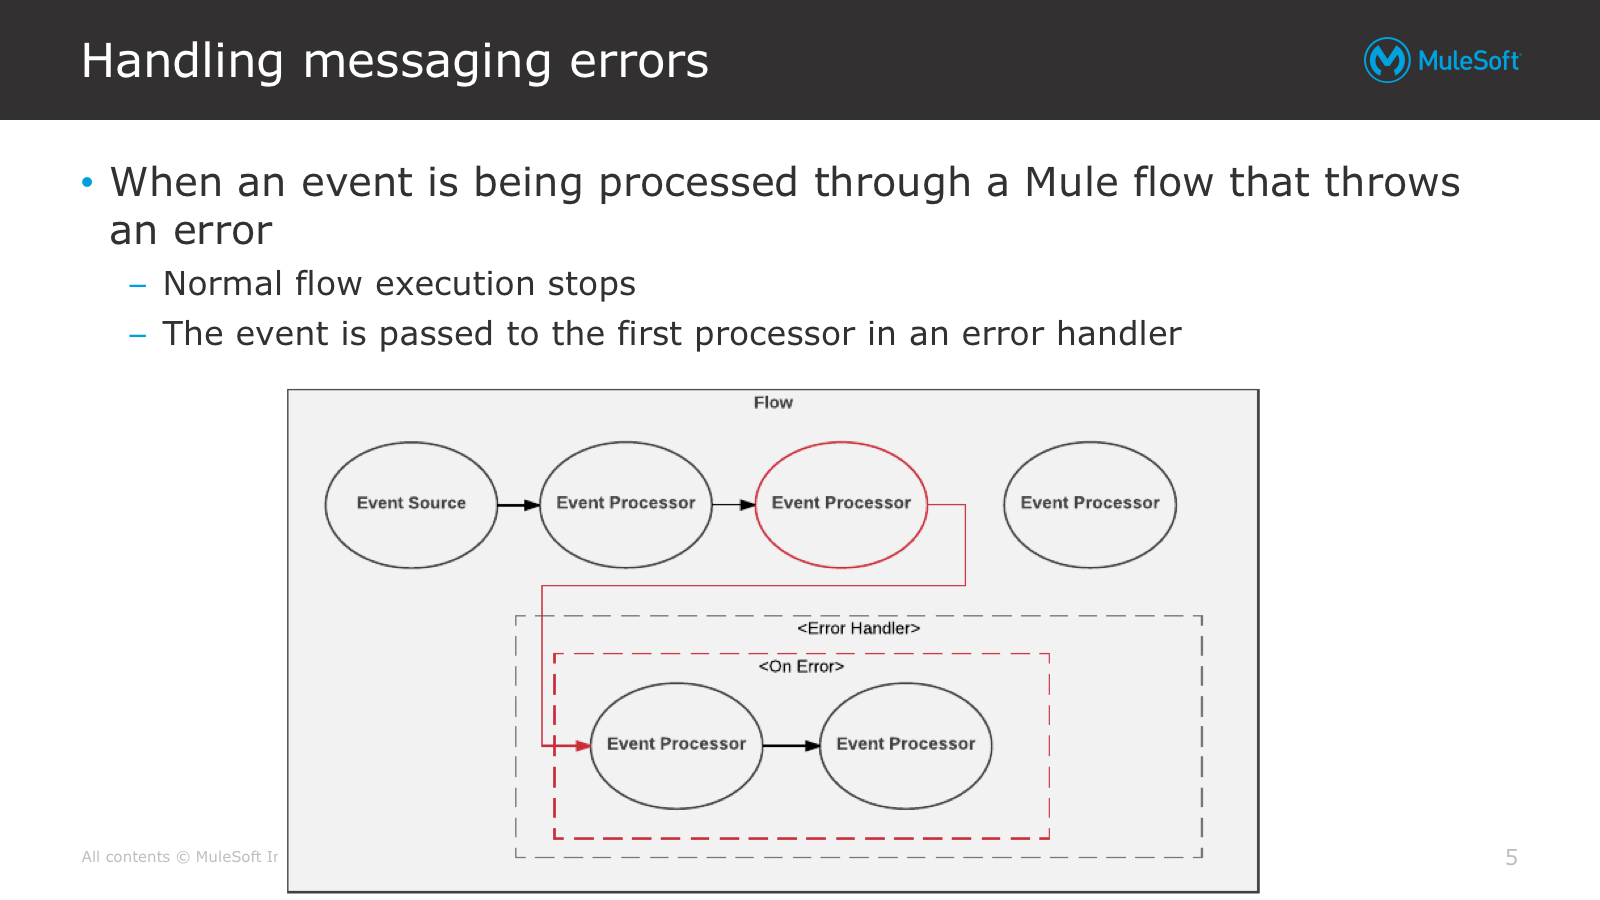 Handling messaging errors
MuleSoft
• When an event is being processed through a Mule flow that throws
an error
– Normal flow execution stops
– The event is passed to the first processor in an error handler
Flow
Event Source
Event Processor
Event Processor
Event Processor
<Error Handler>
<On Error>
Event Processor
Event Processor
All contents © MuleSoft
5